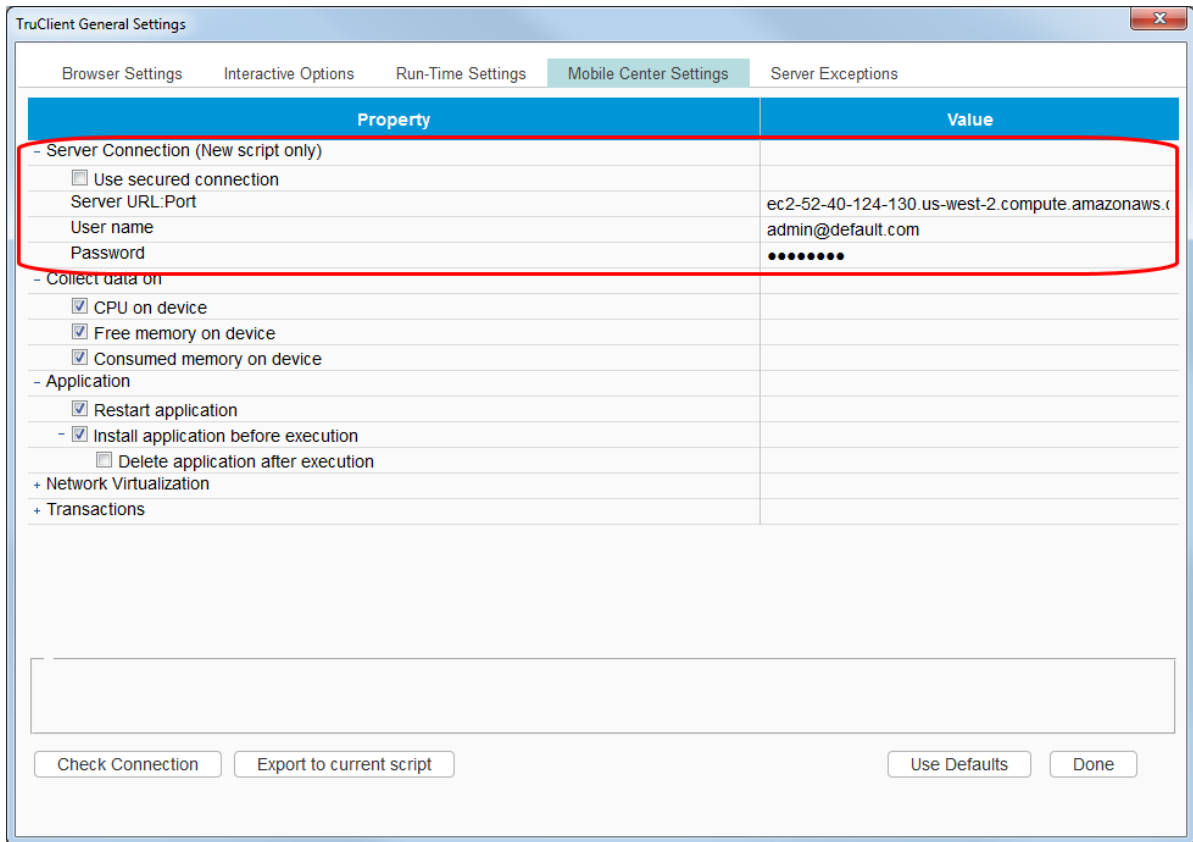 TruClient General Settings
Browser Settings Interactive Options Run-Time Settings Mobile Center Settings Server Exceptions
Property Value
- Server Connection (New script only)
Use secured connection
Server URL:Port ec2-52-40-124-130.us-west-2.compute.amazonaws.c
User name admin@default.com
Password ●●●●●●●●
- Collect data on
CPU on device
Free memory on device
Consumed memory on device
- Application
Restart application
- Install application before execution
Delete application after execution
+ Network Virtualization
+ Transactions
Check Connection Export to current script Use Defaults Done